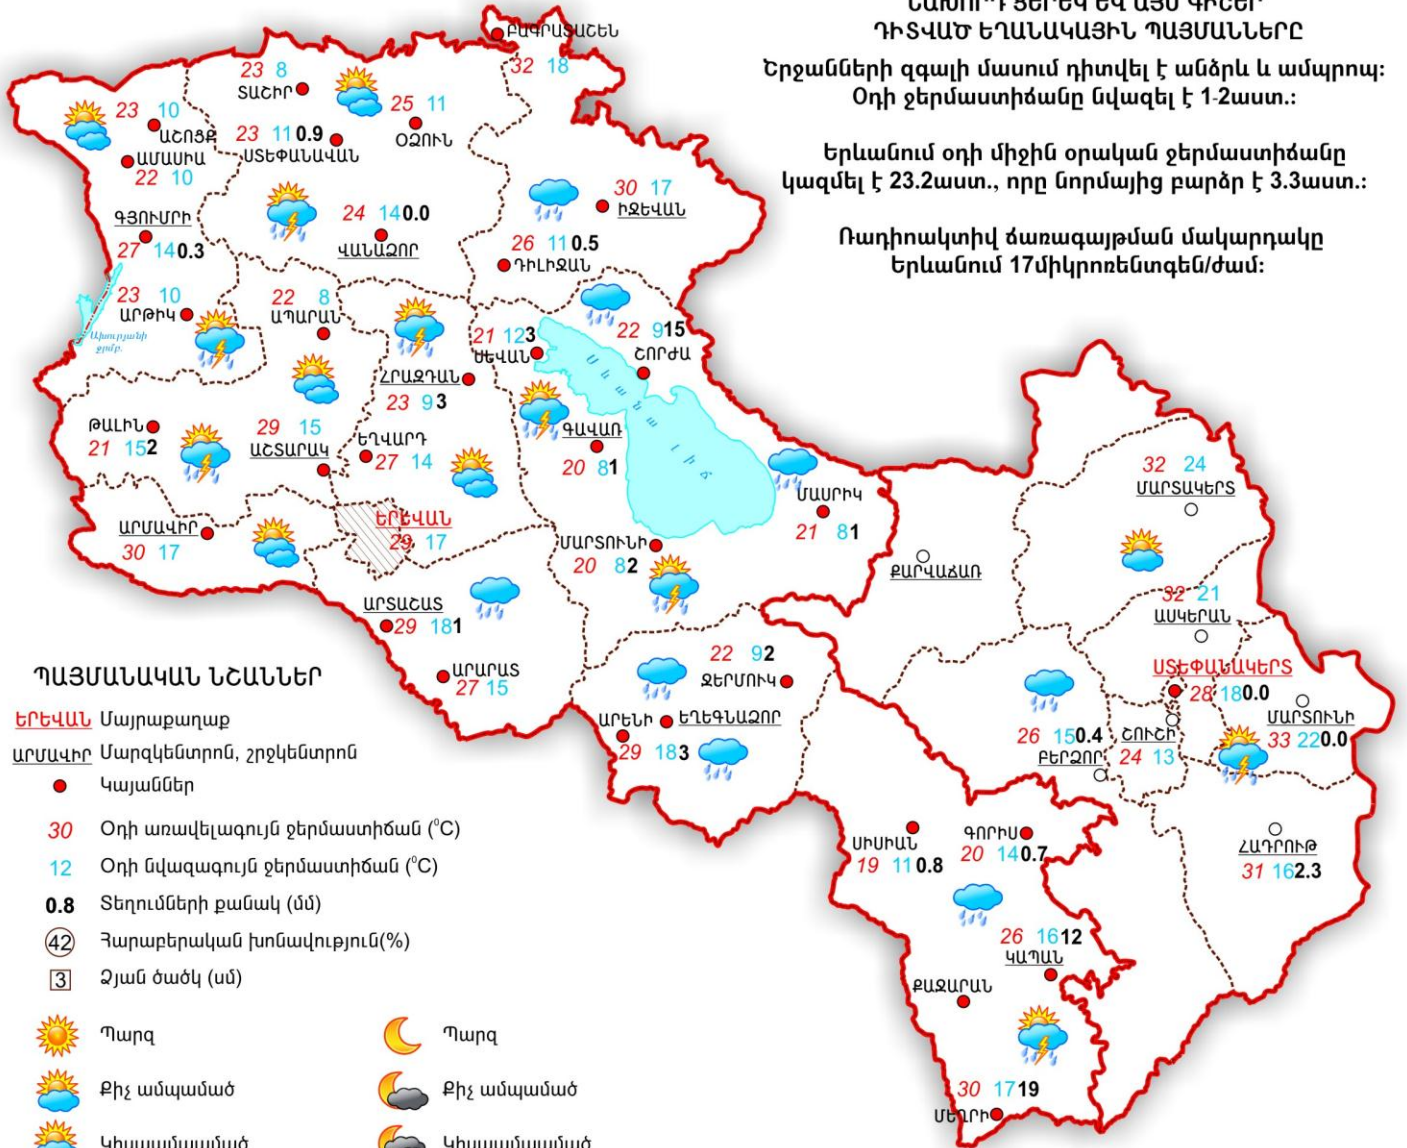 ՆԱԽՈՐԴ ՑԵՐԵԿ ԵՎ ԱՅՍ ԳԻՇԵՐ
ԴԻՏՎԱԾ ԵՂԱՆԱԿԱՅԻՆ ՊԱՅՄԱՆՆԵՐԸ
Շրջանների զգալի մասում դիտվել է անձրև և ամպրոպ:
Օդի ջերմաստիճանը նվազել է 1-2աստ.:
Երևանում օդի միջին օրական ջերմաստիճանը
կազմել է 23.2աստ., որը նորմայից բարձր է 3.3աստ.:
Ռադիոակտիվ ճառագայթման մակարդակը
Երևանում 17միկրոռենտգեն/ժամ:
ԲԱԳՐԱՏԱՇԵՆ
32 18
23 8
ՏԱՇԻՐ
25 11
ՕՁՈՒՆ
23 10
ԱՇՈՑՔ
ԱՄԱՍԻԱ
22 10
23 11 0.9
ՍՏԵՓԱՆԱՎԱՆ
30 17
ԻՋԵՎԱՆ
24 14 0.0
ՎԱՆԱՁՈՐ
ԳՅՈՒՄՐԻ
27 14 0.3
26 11 0.5
ԴԻԼԻՋԱՆ
23 10
ԱՐԹԻԿ
Ախուրյանի
ջրմբ.
22 8
ԱՊԱՐԱՆ
21 12 3
ՍԵՎԱՆ
22 9 15
ՇՈՐԺԱ
Սևանա լիճ
ՀՐԱԶԴԱՆ
23 9 3
ԹԱԼԻՆ
21 15 2
29 15
ԱՇՏԱՐԱԿ
ԵՂՎԱՐԴ
27 14
ԳԱՎԱՌ
20 8 1
ՄԱՍՐԻԿ
21 8 1
32 24
ՄԱՐՏԱԿԵՐՏ
ԱՐՄԱՎԻՐ
30 17
ԵՐԵՎԱՆ
29 17
ՄԱՐՏՈՒՆԻ
20 8 2
ՔԱՐՎԱՃԱՌ
32 21
ԱՍԿԵՐԱՆ
ԱՐՏԱՇԱՏ
29 18 1
ԱՐԱՐԱՏ
27 15
22 9 2
ՋԵՐՄՈՒԿ
ՍՏԵՓԱՆԱԿԵՐՏ
28 18 0.0
ՄԱՐՏՈՒՆԻ
33 22 0.0
ԱՐԵՆԻ
ԵՂԵԳՆԱՁՈՐ
29 18 3
26 15 0.4
ԲԵՐՁՈՐ
ՇՈՒՇԻ
24 13
ՍԻՍԻԱՆ
19 11 0.8
ԳՈՐԻՍ
20 14 0.7
ՀԱԴՐՈՒԹ
31 16 2.3
26 16 12
ԿԱՊԱՆ
ՔԱՋԱՐԱՆ
30 17 19
ՄԵՂՐԻ
ՊԱՅՄԱՆԱԿԱՆ ՆՇԱՆՆԵՐ
ԵՐԵՎԱՆ Մայրաքաղաք
ԱՐՄԱՎԻՐ Մարզկենտրոն, շրջկենտրոն
Կայաններ
30 Օդի առավելագույն ջերմաստիճան (⁰C)
12 Օդի նվազագույն ջերմաստիճան (⁰C)
0.8 Տեղումների քանակ (մմ)
42 Հարաբերական խոնավություն(%)
3 Ձյան ծածկ (սմ)
Պարզ Պարզ
Քիչ ամպամած Քիչ ամպամած